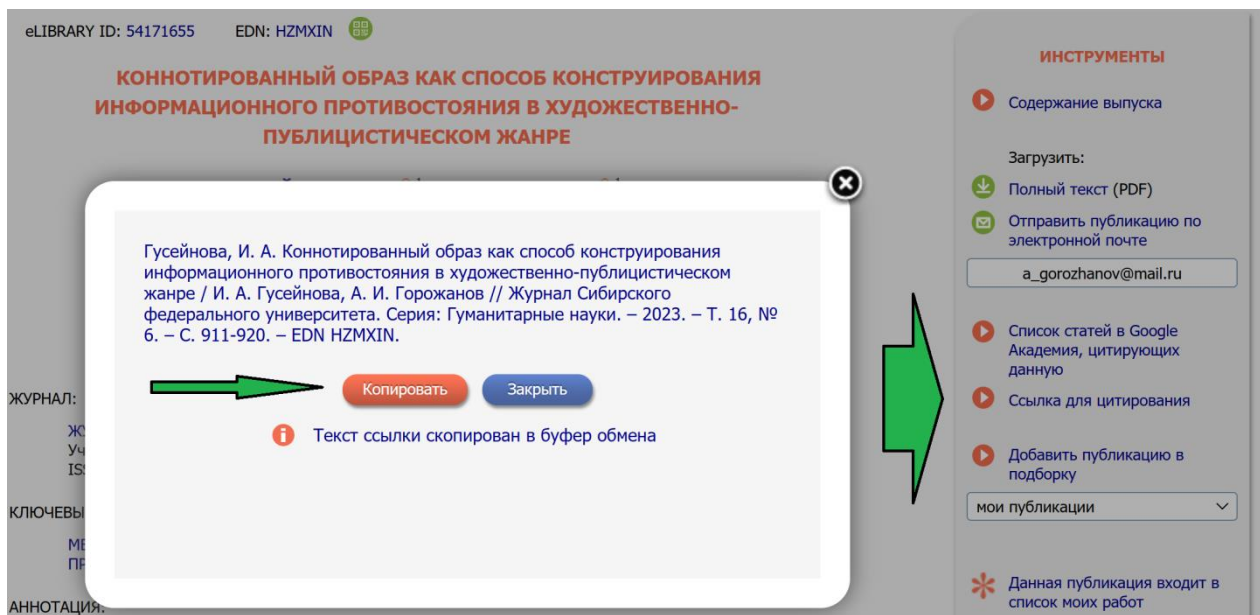 eLIBRARY ID: 54171655 EDN: HZMXIN
КОННОТИРОВАННЫЙ ОБРАЗ КАК СПОСОБ КОНСТРУИРОВАНИЯ
ИНФОРМАЦИОННОГО ПРОТИВОСТОЯНИЯ В ХУДОЖЕСТВЕННО-
ПУБЛИЦИСТИЧЕСКОМ ЖАНРЕ
Гусейнова, И. А. Коннотированный образ как способ конструирования
информационного противостояния в художественно-публицистическом
жанре / И. А. Гусейнова, А. И. Горожанов // Журнал Сибирского
федерального университета. Серия: Гуманитарные науки. – 2023. – Т. 16, №
6. – С. 911-920. – EDN HZMXIN.
Копировать Закрыть
Текст ссылки скопирован в буфер обмена
ЖУРНАЛ:
КЛЮЧЕВЫ
АННОТАЦИЯ:
ИНСТРУМЕНТЫ
Содержание выпуска
Загрузить:
Полный текст (PDF)
Отправить публикацию по
электронной почте
a_gorozhanov@mail.ru
Список статей в Google
Академия, цитирующих
данную
Ссылка для цитирования
Добавить публикацию в
подборку
мои публикации
Данная публикация входит в
список моих работ